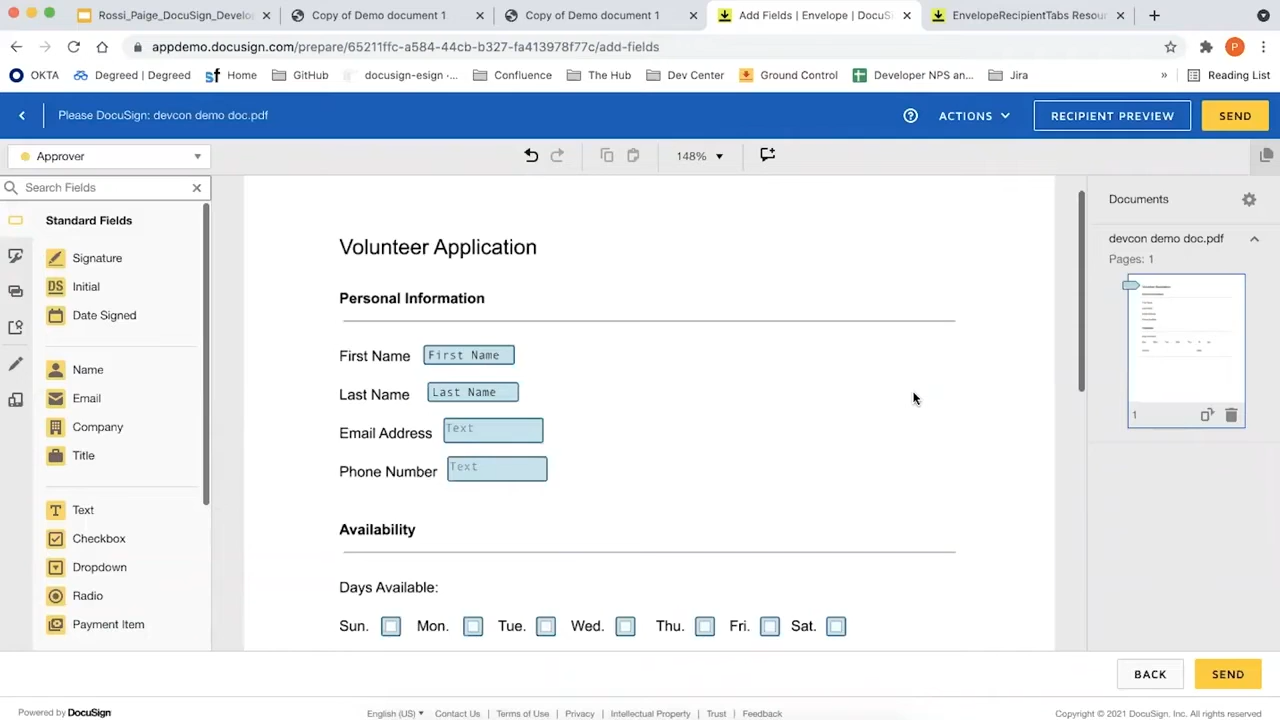 Rossi_Paige_DocuSign_Develo
Copy of Demo document 1
Copy of Demo document 1
Add Fields | Envelope | DocuSi
EnvelopeRecipientTabs Resour
appdemo.docusign.com/prepare/65211ffc-a584-44cb-b327-fa413978f77c/add-fields
P
OKTA
Degreed | Degreed
sf Home
GitHub
docusign-esign -...
Confluence
The Hub
Dev Center
Ground Control
Developer NPS an...
Jira
»
Reading List
Please DocuSign: devcon demo doc.pdf
ACTIONS
RECIPIENT PREVIEW
SEND
Approver
148%
Search Fields
Documents
Standard Fields
Signature
DS Initial
Date Signed
Name
Email
Company
Title
T Text
Checkbox
Dropdown
Radio
Payment Item
Volunteer Application
Personal Information
First Name First Name
Last Name Last Name
Email Address Text
Phone Number Text
Availability
Days Available:
Sun. Mon. Tue. Wed. Thu. Fri. Sat.
devcon demo doc.pdf
Pages: 1
1
BACK
SEND
Powered by DocuSign
English (US)
Contact Us | Terms of Use | Privacy | Intellectual Property | Trust | Feedback
Copyright © 2021 DocuSign, Inc. All rights reserved